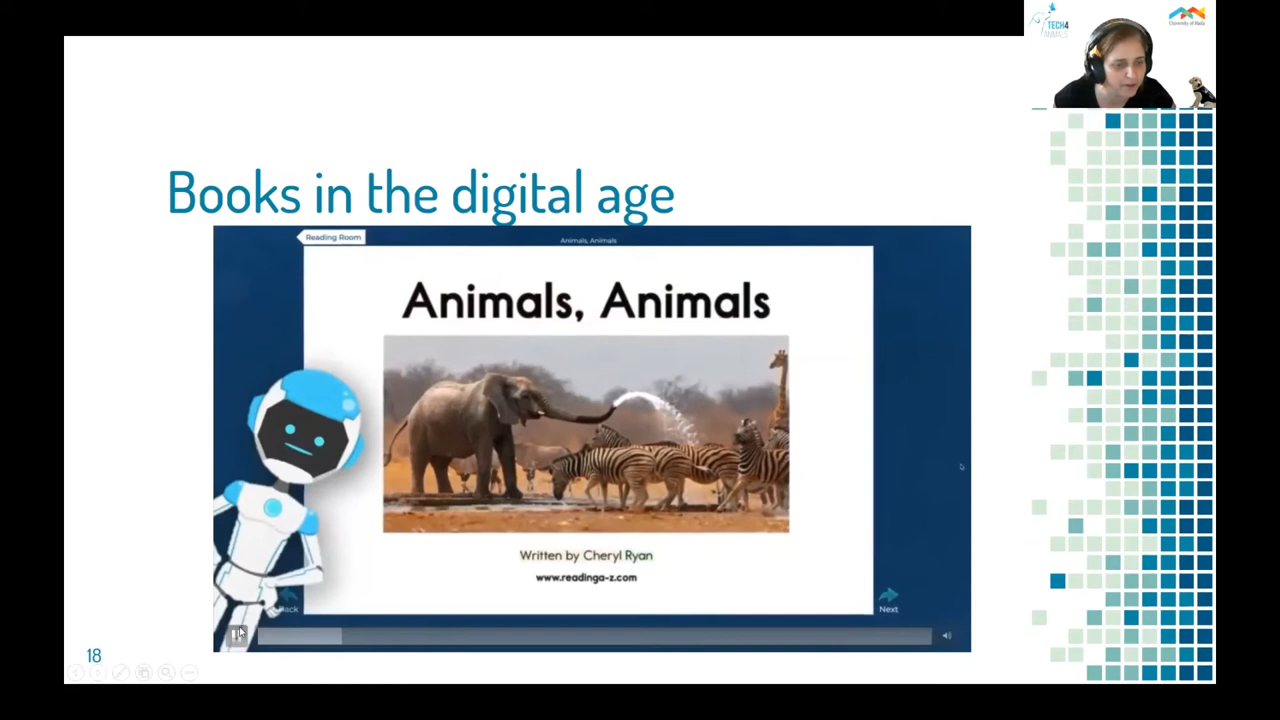 TECH4
ANIMALS
University of Haifa
Books in the digital age
Reading Room
Animals, Animals
Animals, Animals
Written by Cheryl Ryan
www.readinga-z.com
Back
Next
18